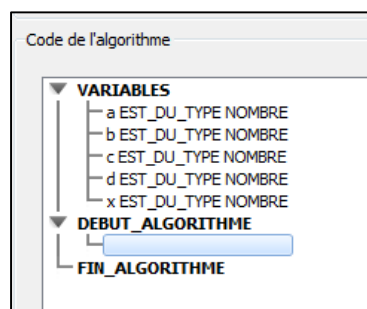 Code de l'algorithme
VARIABLES
a EST_DU_TYPE NOMBRE
b EST_DU_TYPE NOMBRE
c EST_DU_TYPE NOMBRE
d EST_DU_TYPE NOMBRE
x EST_DU_TYPE NOMBRE
DEBUT_ALGORITHME
FIN_ALGORITHME